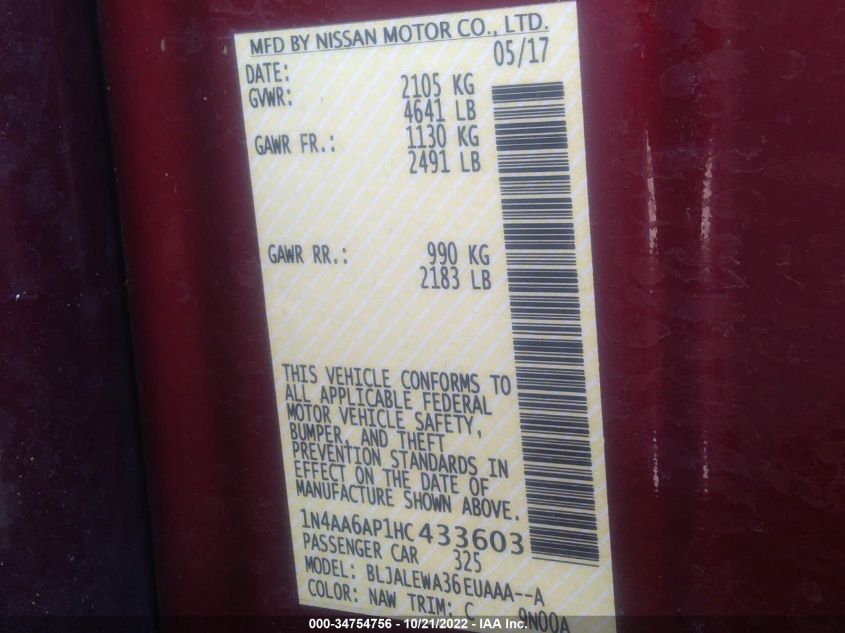 MFD BY NISSAN MOTOR CO., LTD.
DATE: 05/17
GVWR: 2105 KG
4641 LB
GAWR FR.: 1130 KG
2491 LB
GAWR RR.: 990 KG
2183 LB
THIS VEHICLE CONFORMS TO
ALL APPLICABLE FEDERAL
MOTOR VEHICLE SAFETY,
BUMPER, AND THEFT
PREVENTION STANDARDS IN
EFFECT ON THE DATE OF
MANUFACTURE SHOWN ABOVE.
1N4AA6AP1HC433603
PASSENGER CAR 325
MODEL: BLJALEWA36EUAAA--A
COLOR: NAW TRIM: C 9N00A
000-34754756 - 10/21/2022 - IAA Inc.